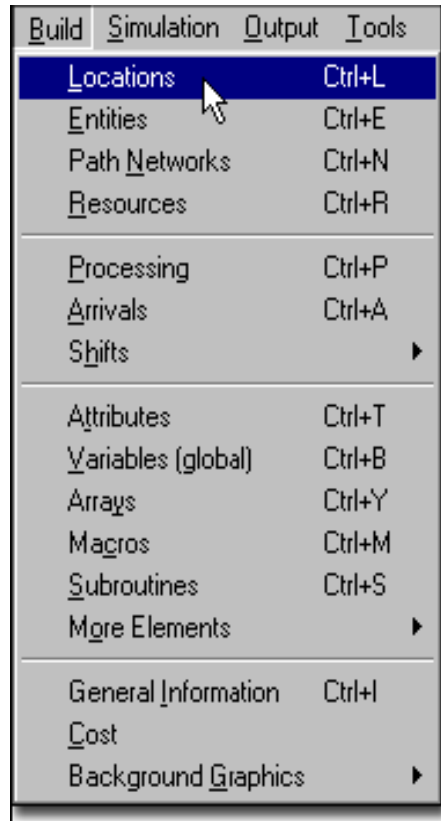 Build Simulation Output Tools
Locations Ctrl+L
Entities Ctrl+E
Path Networks Ctrl+N
Resources Ctrl+R
Processing Ctrl+P
Arrivals Ctrl+A
Shifts
Attributes Ctrl+T
Variables (global) Ctrl+B
Arrays Ctrl+Y
Macros Ctrl+M
Subroutines Ctrl+S
More Elements
General Information Ctrl+I
Cost
Background Graphics